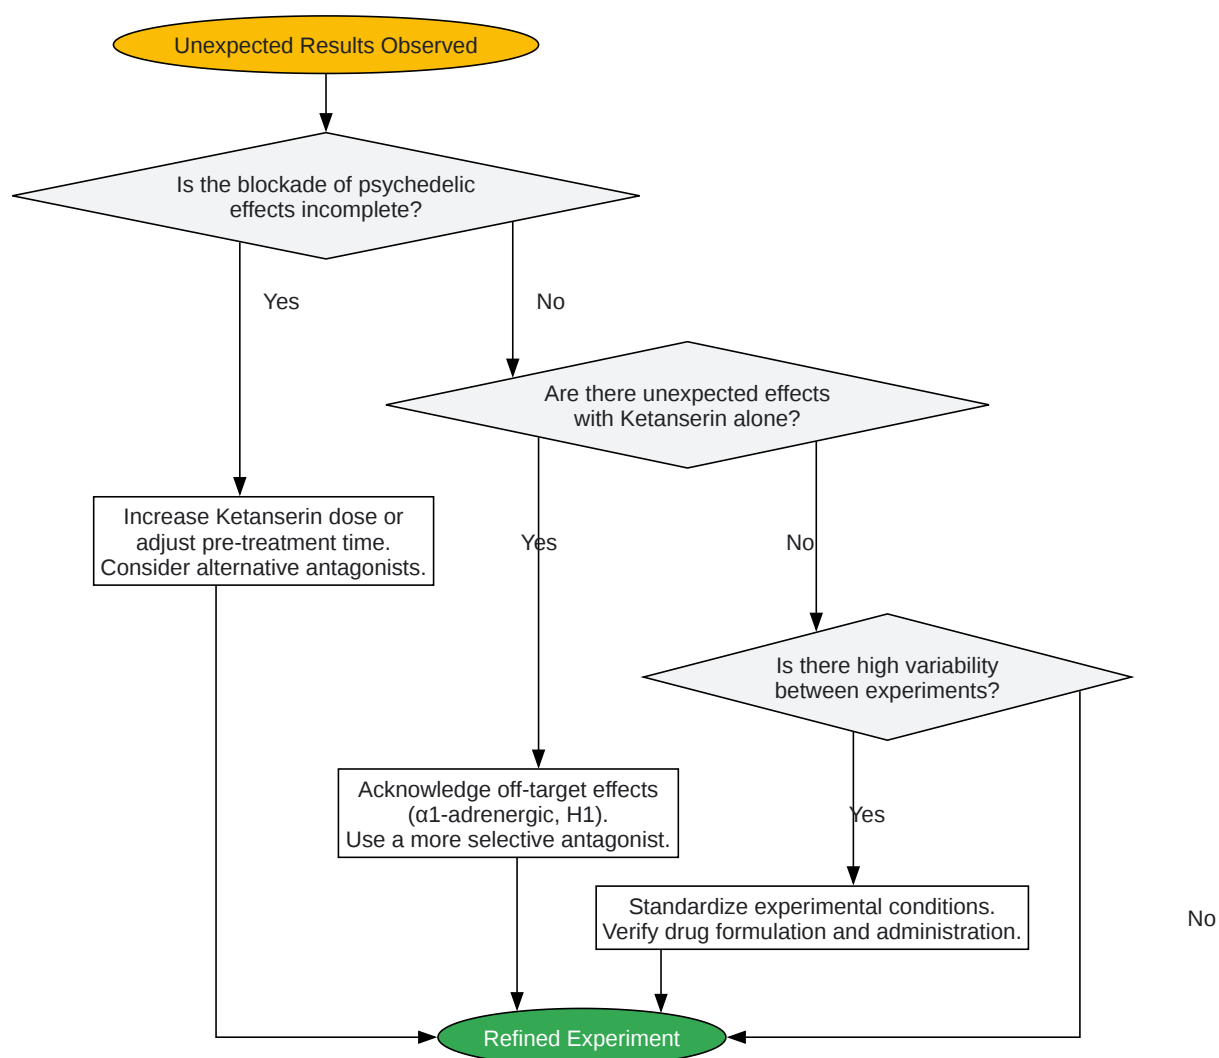 Unexpected Results Observed
Is the blockade of psychedelic
effects incomplete?
Yes
No
Are there unexpected effects
with Ketanserin alone?
Increase Ketanserin dose or
adjust pre-treatment time.
Consider alternative antagonists.
Yes
No
Is there high variability
between experiments?
Acknowledge off-target effects
(α1-adrenergic, H1).
Use a more selective antagonist.
Yes
Standardize experimental conditions.
Verify drug formulation and administration.
No
Refined Experiment